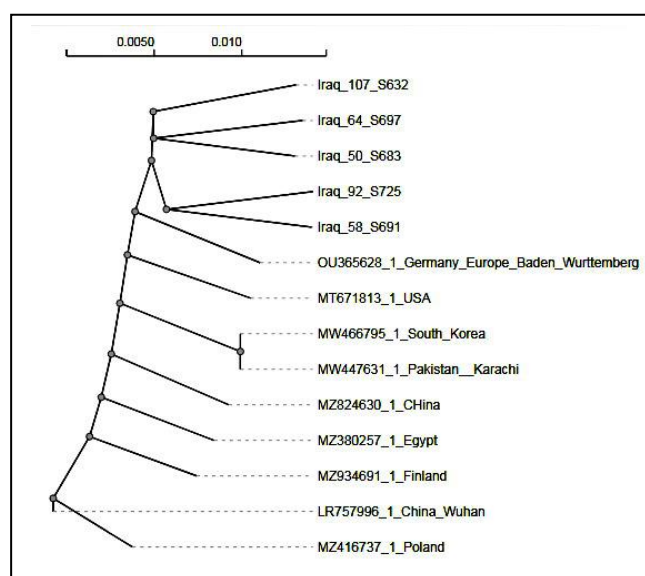 0.0050 0.010
Iraq_107_S632
Iraq_64_S697
Iraq_50_S683
Iraq_92_S725
Iraq_58_S691
OU365628_1_Germany_Europe_Baden_Wurttemberg
MT671813_1_USA
MW466795_1_South_Korea
MW447631_1_Pakistan__Karachi
MZ824630_1_CHina
MZ380257_1_Egypt
MZ934691_1_Finland
LR757996_1_China_Wuhan
MZ416737_1_Poland